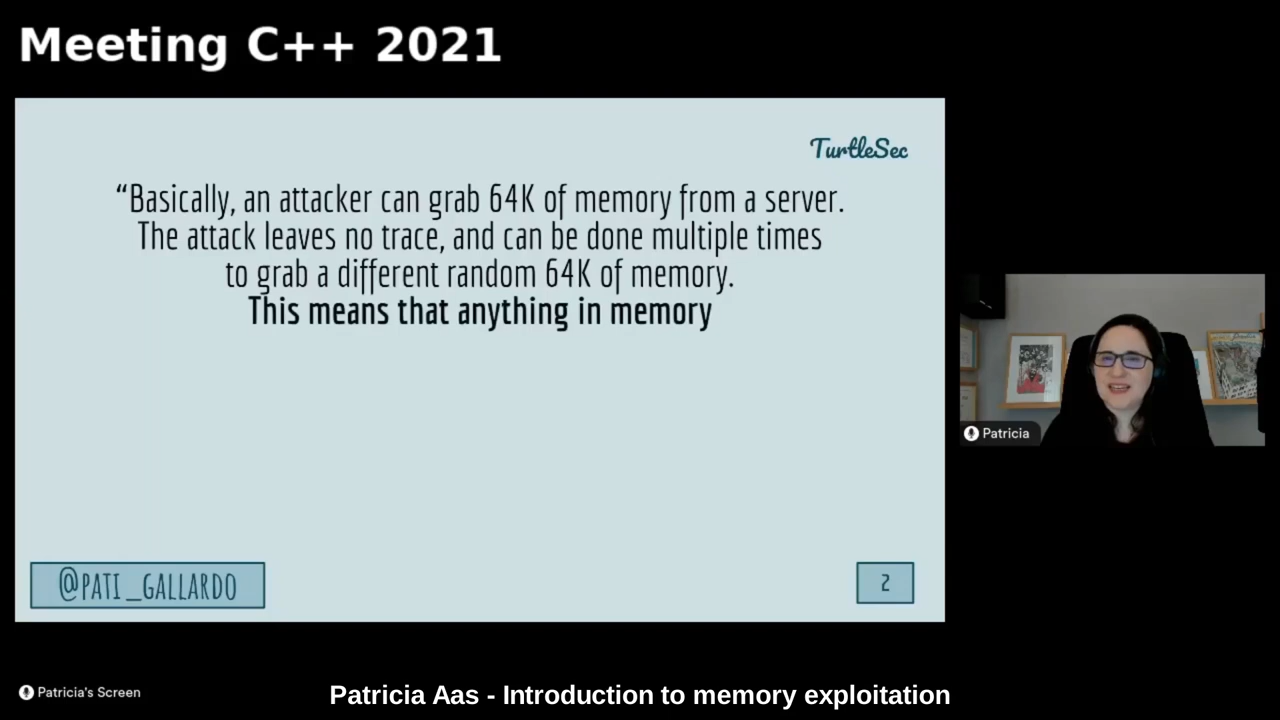 Meeting C++ 2021
TurtleSec
“Basically, an attacker can grab 64K of memory from a server.
The attack leaves no trace, and can be done multiple times
to grab a different random 64K of memory.
This means that anything in memory
@PATI_GALLARDO
2
Patricia
Patricia's Screen
Patricia Aas - Introduction to memory exploitation